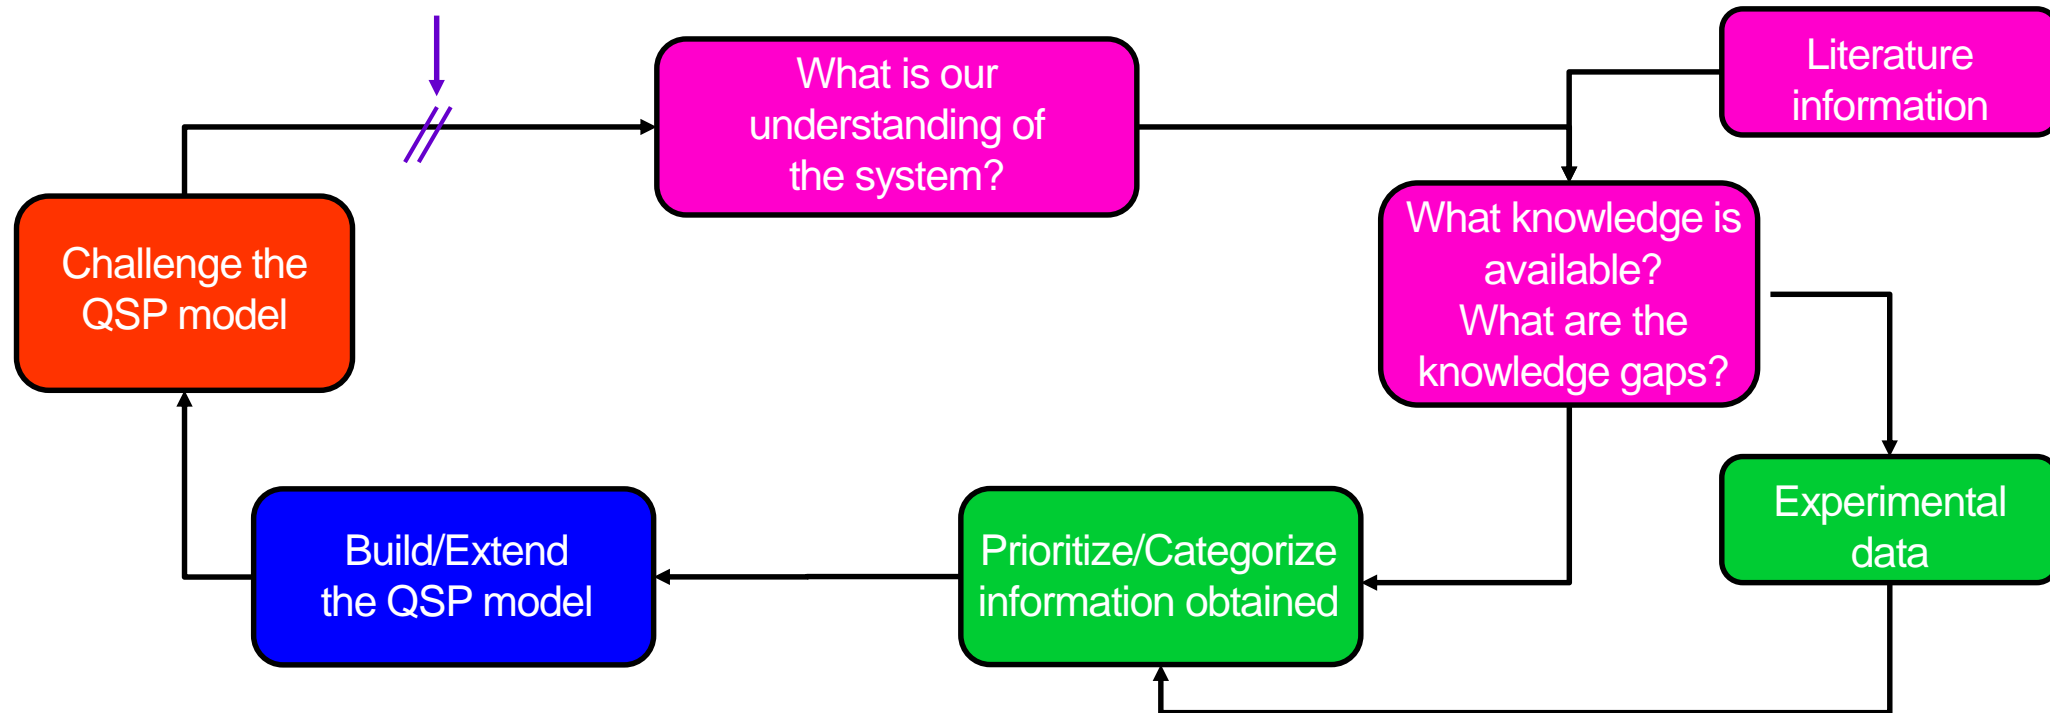 What is our
understanding of
the system?
Literature
information
What knowledge is
available?
What are the
knowledge gaps?
Challenge the
QSP model
Experimental
data
Prioritize/Categorize
information obtained
Build/Extend
the QSP model